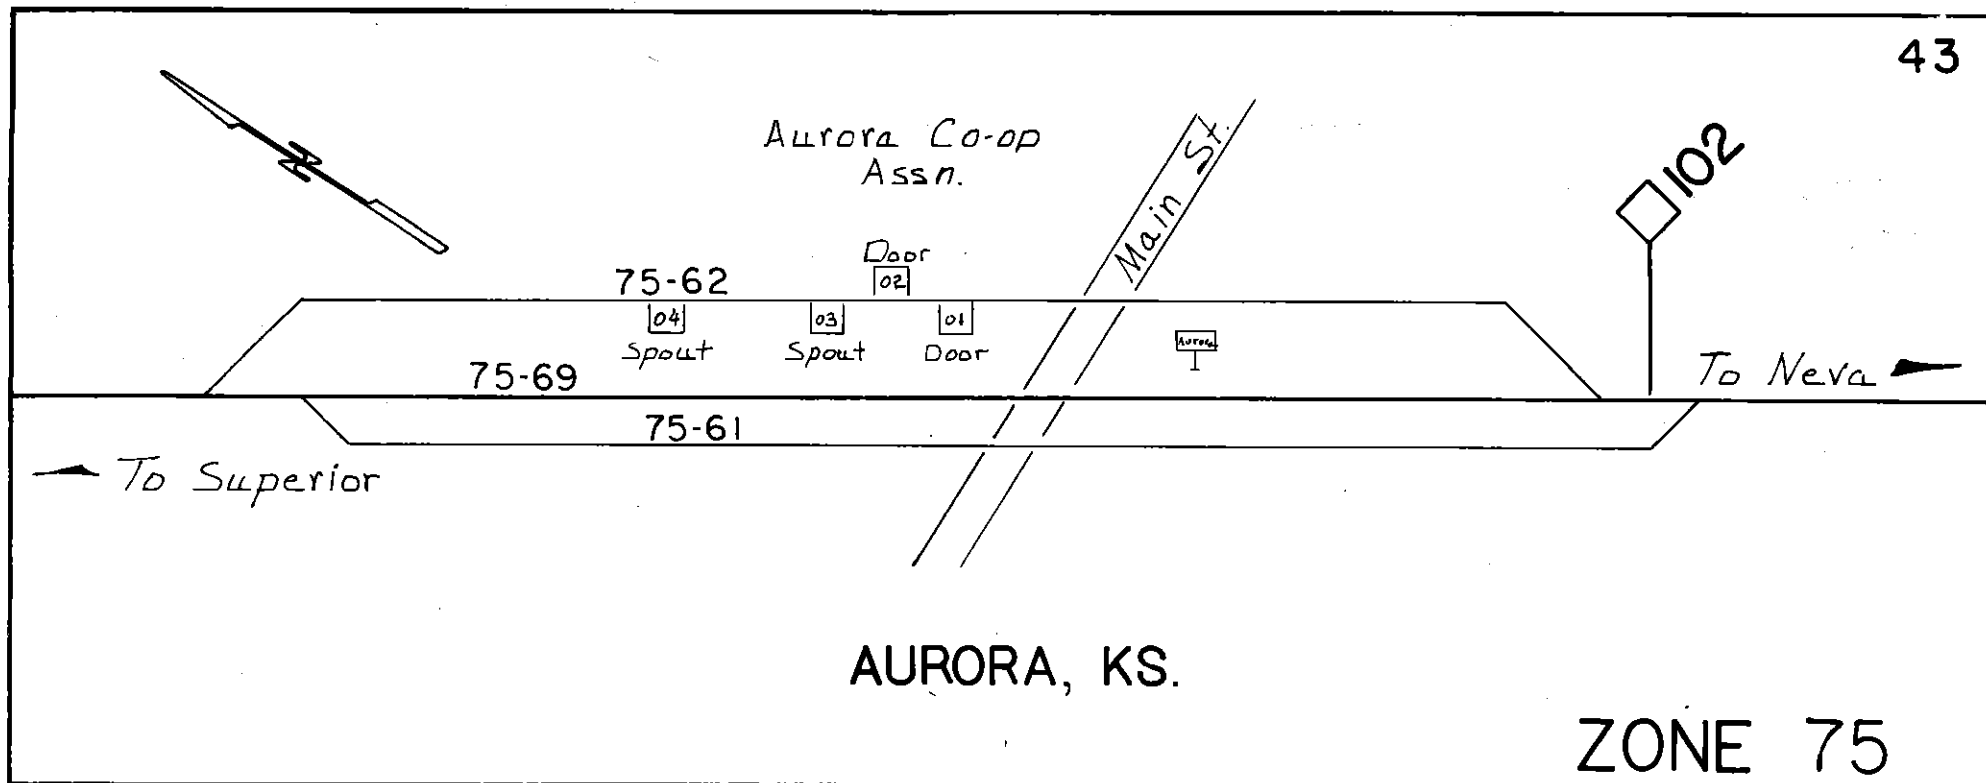 43
N
Aurora Co-op
Assn.
Main St.
102
Door
75-62
02
04
03
01
Spout
Spout
Door
Aurora
75-69
To Neva
75-61
To Superior
AURORA, KS.
ZONE 75